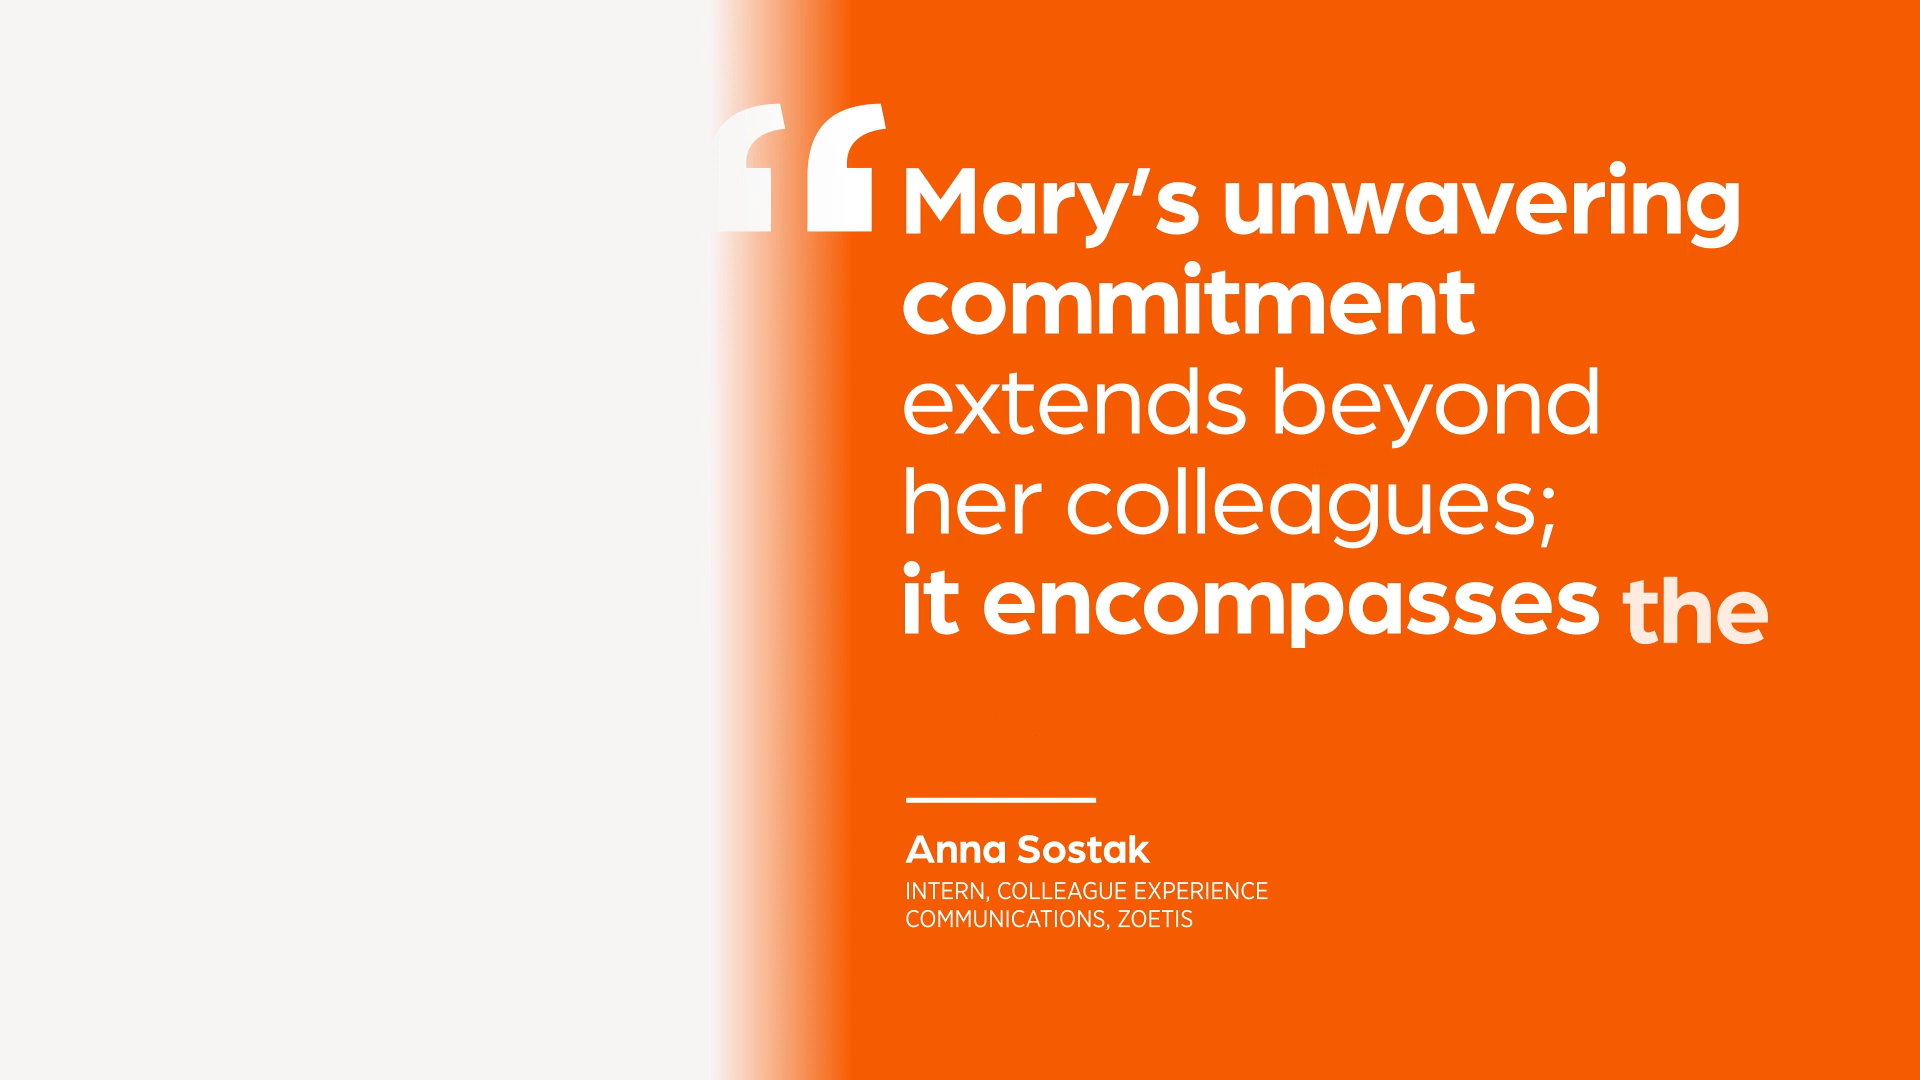 “Mary’s unwavering
commitment
extends beyond
her colleagues;
it encompasses the
Anna Sostak
INTERN, COLLEAGUE EXPERIENCE
COMMUNICATIONS, ZOETIS